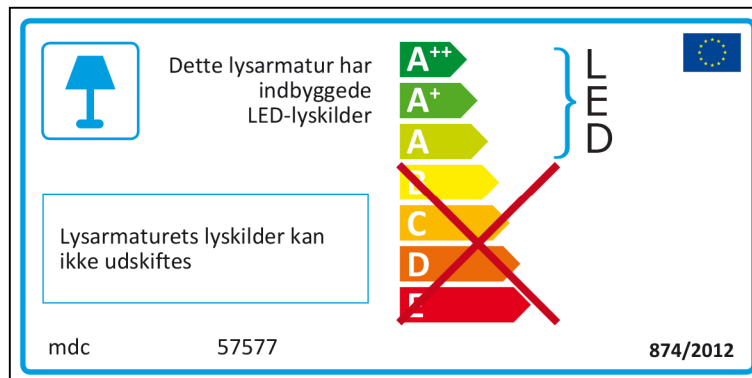 Dette lysarmatur har
indbyggede
LED-lyskilder
A++
A+
A
B
C
D
E
L
E
D
Lysarmaturets lyskilder kan
ikke udskiftes
mdc 57577 874/2012